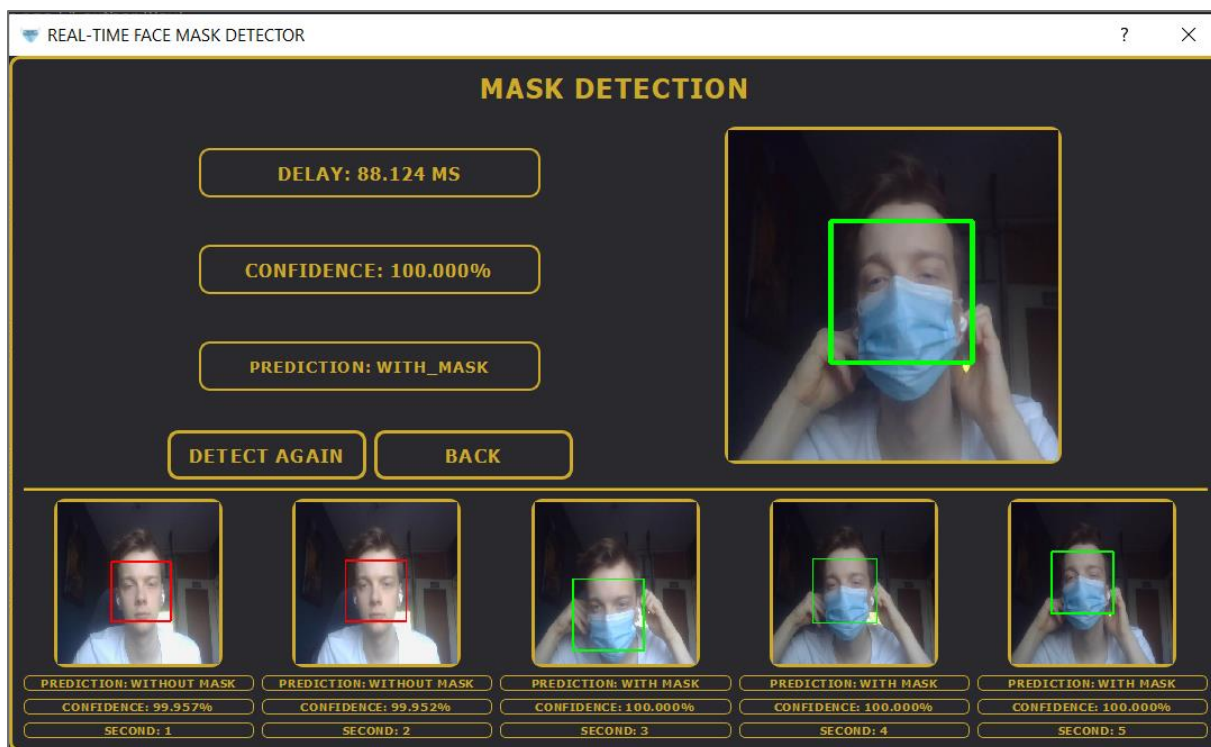 REAL-TIME FACE MASK DETECTOR
?
MASK DETECTION
DELAY: 88.124 MS
CONFIDENCE: 100.000%
PREDICTION: WITH_MASK
DETECT AGAIN
BACK
PREDICTION: WITHOUT MASK
PREDICTION: WITHOUT MASK
PREDICTION: WITH MASK
PREDICTION: WITH MASK
PREDICTION: WITH MASK
CONFIDENCE: 99.957%
CONFIDENCE: 99.952%
CONFIDENCE: 100.000%
CONFIDENCE: 100.000%
CONFIDENCE: 100.000%
SECOND: 1
SECOND: 2
SECOND: 3
SECOND: 4
SECOND: 5